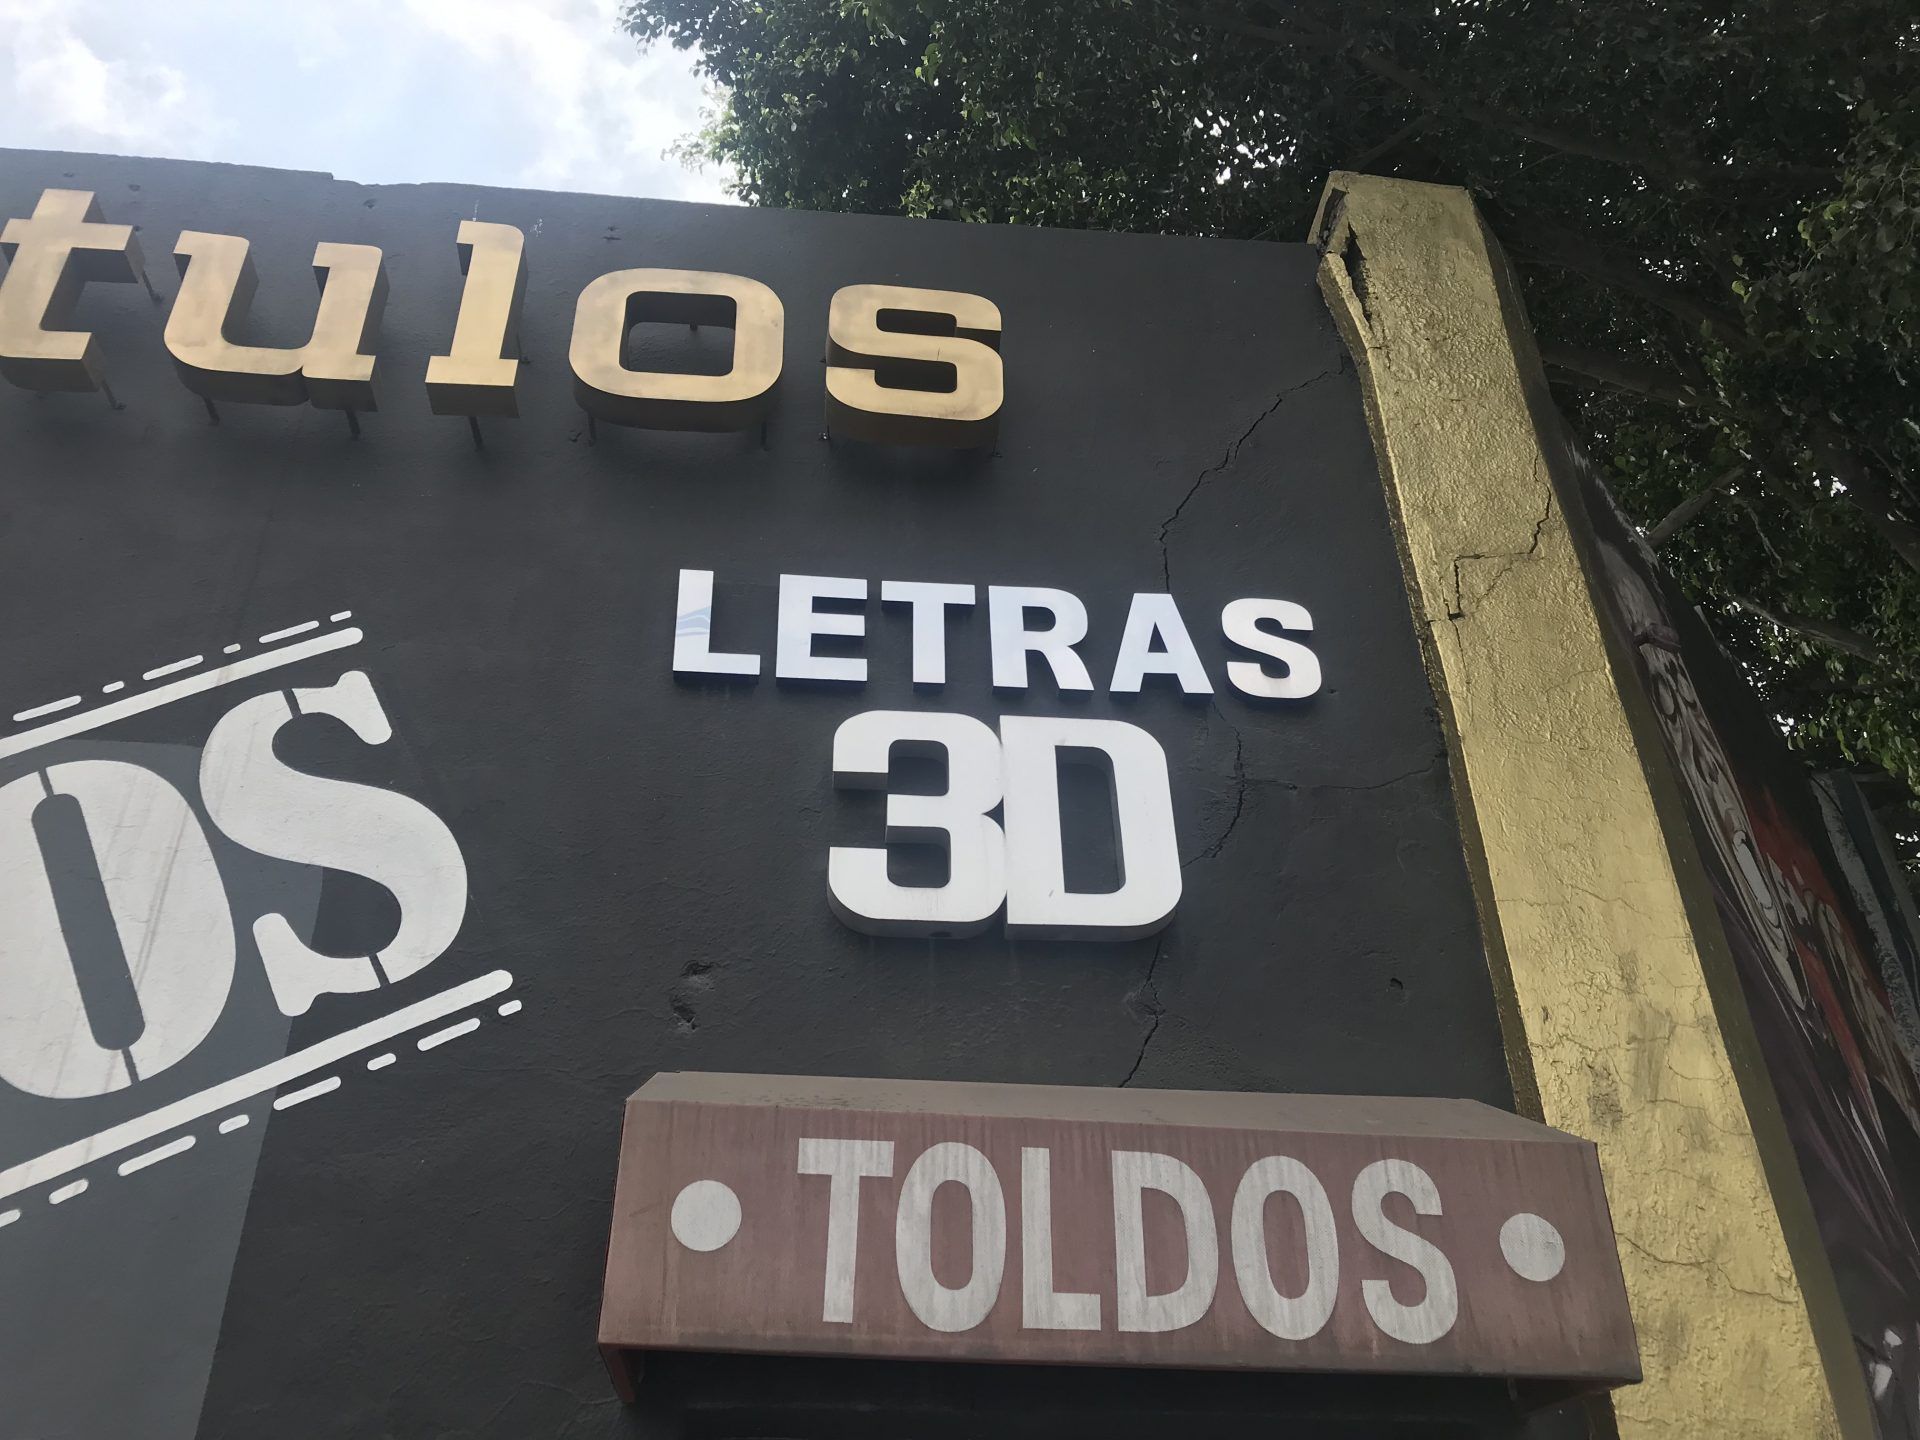 tulos
LETRAS
3D
OS
• TOLDOS •